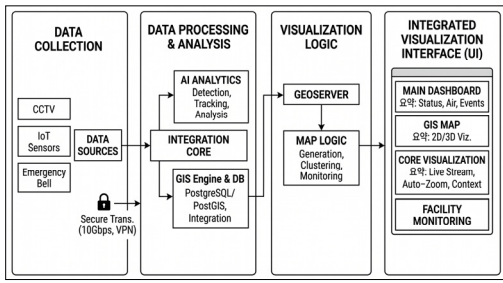 DATA
COLLECTION
CCTV
IoT
Sensors
Emergency
Bell
DATA
SOURCES
Secure Trans.
(10Gbps, VPN)
DATA PROCESSING
& ANALYSIS
AI ANALYTICS
Detection,
Tracking,
Analysis
INTEGRATION
CORE
GIS Engine & DB
PostgreSQL/
PostGIS,
Integration
VISUALIZATION
LOGIC
GEOSERVER
MAP LOGIC
Generation,
Clustering,
Monitoring
INTEGRATED
VISUALIZATION
INTERFACE (UI)
MAIN DASHBOARD
요약: Status, Air, Events
GIS MAP
요약: 2D/3D Viz.
CORE VISUALIZATION
요약: Live Stream,
Auto-Zoom, Context
FACILITY
MONITORING